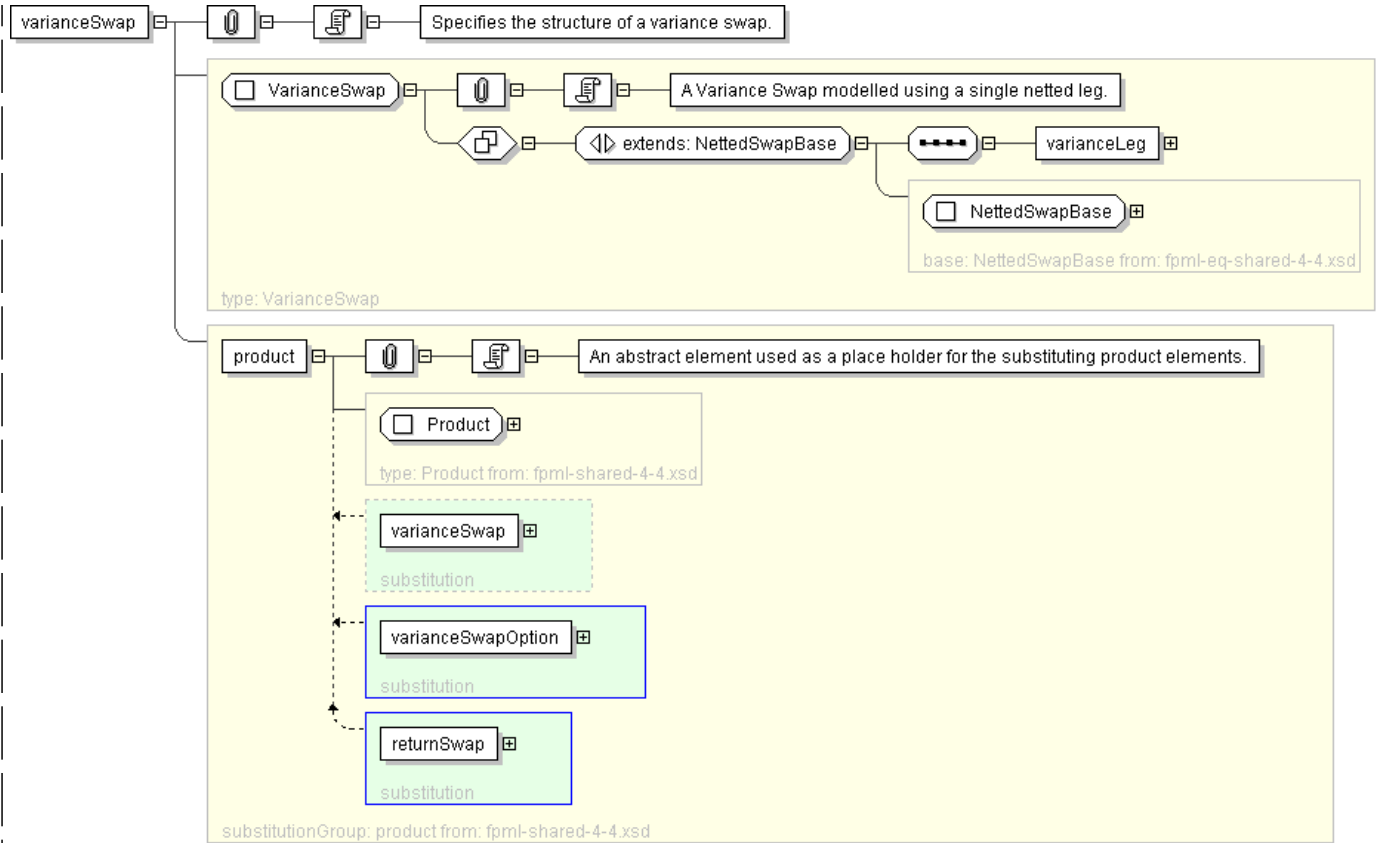 varianceSwap
Specifies the structure of a variance swap.
VarianceSwap
A Variance Swap modelled using a single netted leg.
extends: NettedSwapBase
varianceLeg
NettedSwapBase
base: NettedSwapBase from: fpml-eq-shared-4-4.xsd
type: VarianceSwap
product
An abstract element used as a place holder for the substituting product elements.
Product
type: Product from: fpml-shared-4-4.xsd
varianceSwap
substitution
varianceSwapOption
substitution
returnSwap
substitution
substitutionGroup: product from: fpml-shared-4-4.xsd